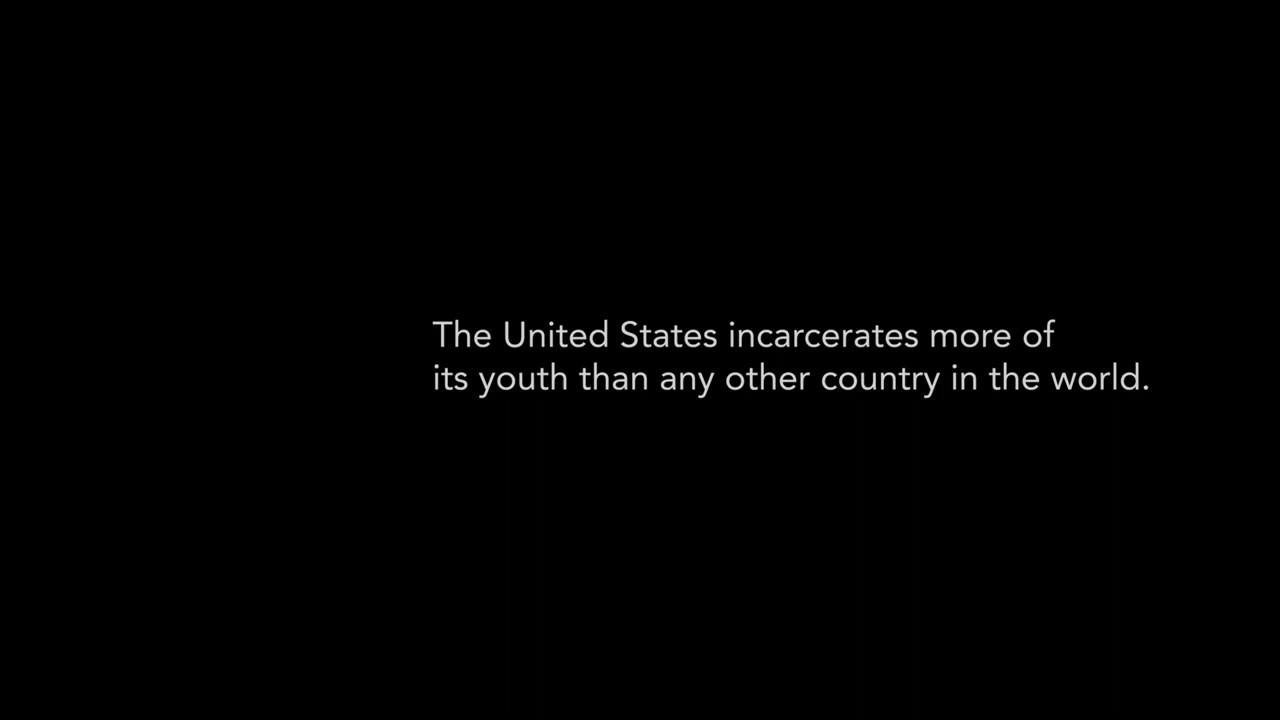 The United States incarcerates more of
its youth than any other country in the world.